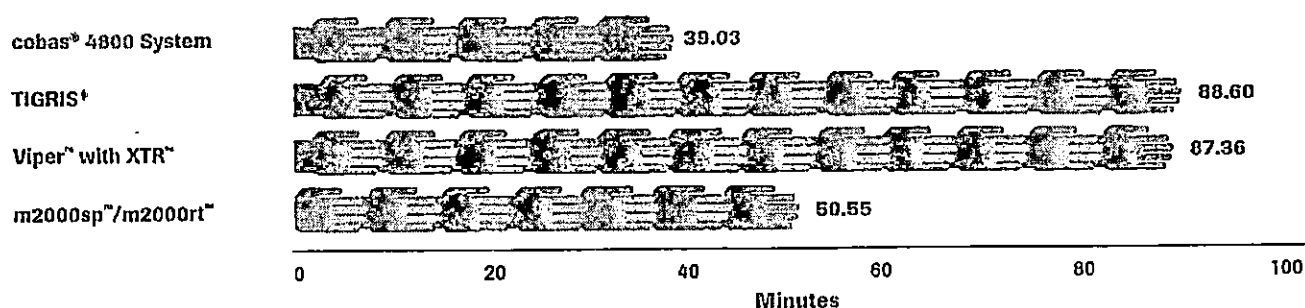 cobas® 4800 System 39.03
TIGRIS® 88.60
Viper™ with XTR™ 87.36
m2000sp™/m2000rt™ 50.55
0 20 40 60 80 100
Minutes